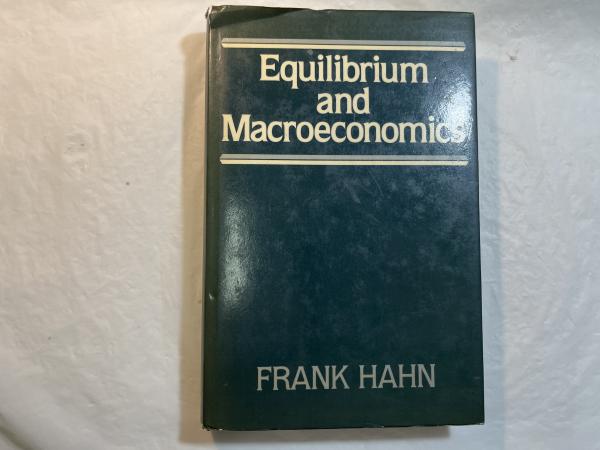 Equilibrium
and
Macroeconomics
FRANK HAHN